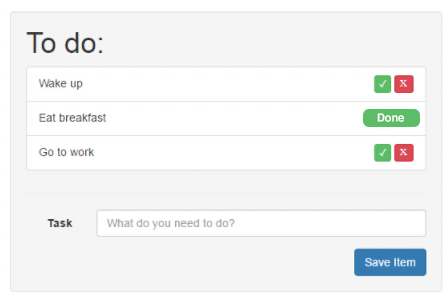 To do:
Wake up ✓ X
Eat breakfast Done
Go to work ✓ X
Task What do you need to do?
Save Item